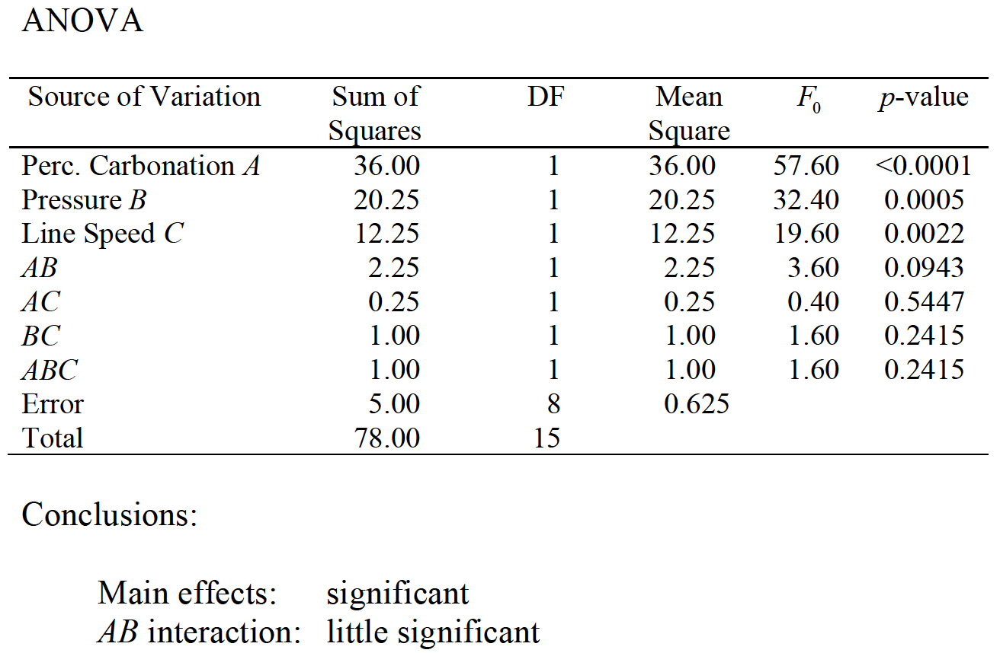 ANOVA
Source of Variation Sum of Squares DF Mean Square F0 p-value
Perc. Carbonation A 36.00 1 36.00 57.60 <0.0001
Pressure B 20.25 1 20.25 32.40 0.0005
Line Speed C 12.25 1 12.25 19.60 0.0022
AB 2.25 1 2.25 3.60 0.0943
AC 0.25 1 0.25 0.40 0.5447
BC 1.00 1 1.00 1.60 0.2415
ABC 1.00 1 1.00 1.60 0.2415
Error 5.00 8 0.625
Total 78.00 15
Conclusions:
Main effects: significant
AB interaction: little significant